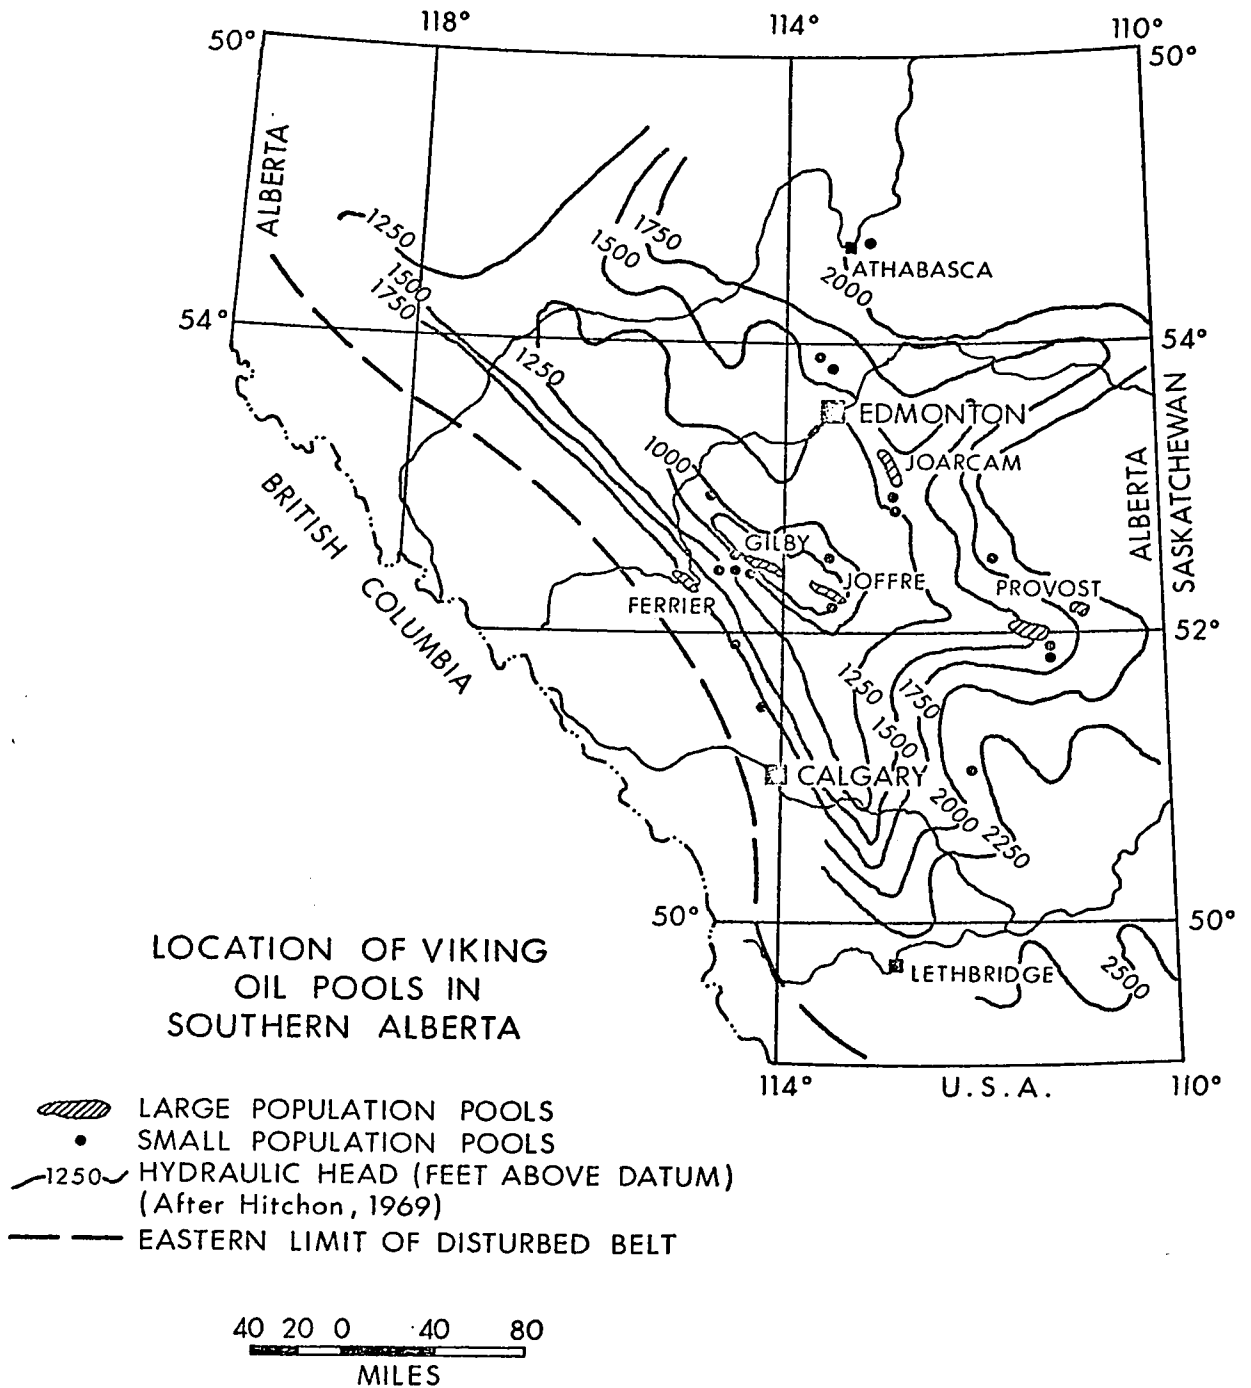 118° 114° 110°
50° 50°
ALBERTA
1250
1500
1750
1750
1500
ATHABASCA
2000
54° 54°
1250
EDMONTON
SASKATCHEWAN
ALBERTA
1000
JOARCAM
BRITISH COLUMBIA
GILBY
JOFFRE
PROVOST
FERRIER
52°
1250
1750
1500
CALGARY
2000
2250
50° 50°
LETHBRIDGE
2500
114° U.S.A. 110°
LOCATION OF VIKING
OIL POOLS IN
SOUTHERN ALBERTA
LARGE POPULATION POOLS
SMALL POPULATION POOLS
1250 HYDRAULIC HEAD (FEET ABOVE DATUM)
(After Hitchon, 1969)
EASTERN LIMIT OF DISTURBED BELT
40 20 0 40 80
MILES